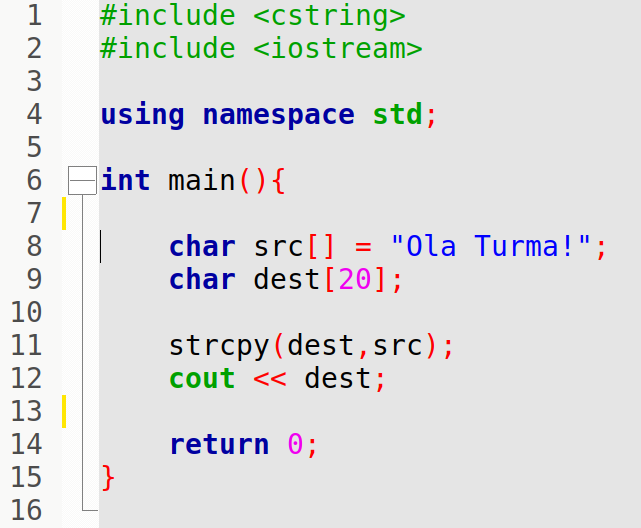 1 #include <cstring>
2 #include <iostream>
3
4 using namespace std;
5
6 int main(){
7
8     char src[] = "Ola Turma!";
9     char dest[20];
10
11     strcpy(dest,src);
12     cout << dest;
13
14     return 0;
15 }
16